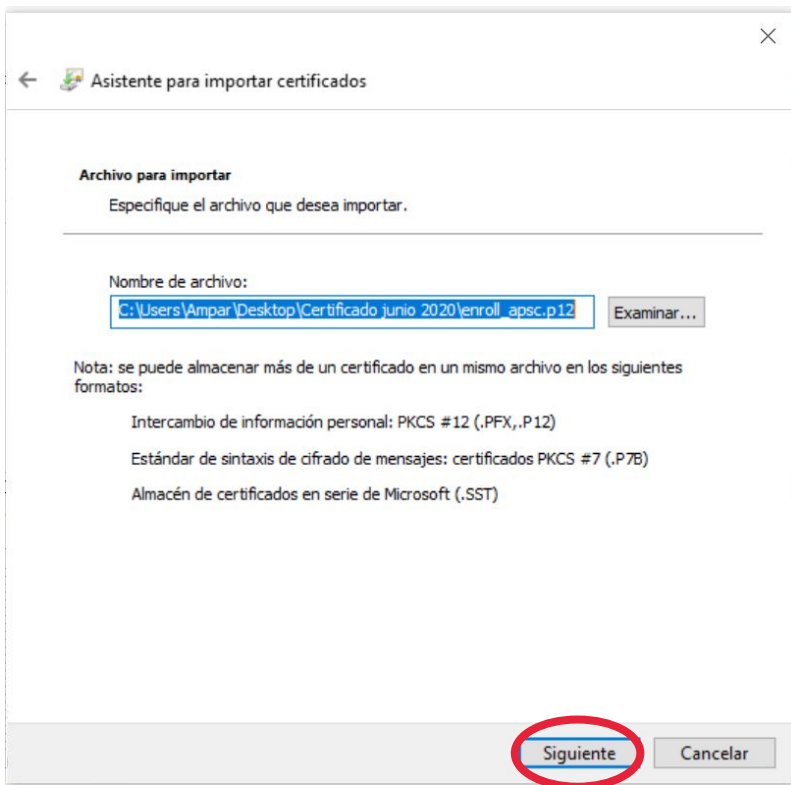 Asistente para importar certificados
Archivo para importar
Especifique el archivo que desea importar.
Nombre de archivo:
C:\Users\Ampar\Desktop\Certificado junio 2020\enroll_apsc.p12
Examinar...
Nota: se puede almacenar más de un certificado en un mismo archivo en los siguientes
formatos:
Intercambio de información personal: PKCS #12 (.PFX,.P12)
Estándar de sintaxis de cifrado de mensajes: certificados PKCS #7 (.P7B)
Almacén de certificados en serie de Microsoft (.SST)
Siguiente
Cancelar